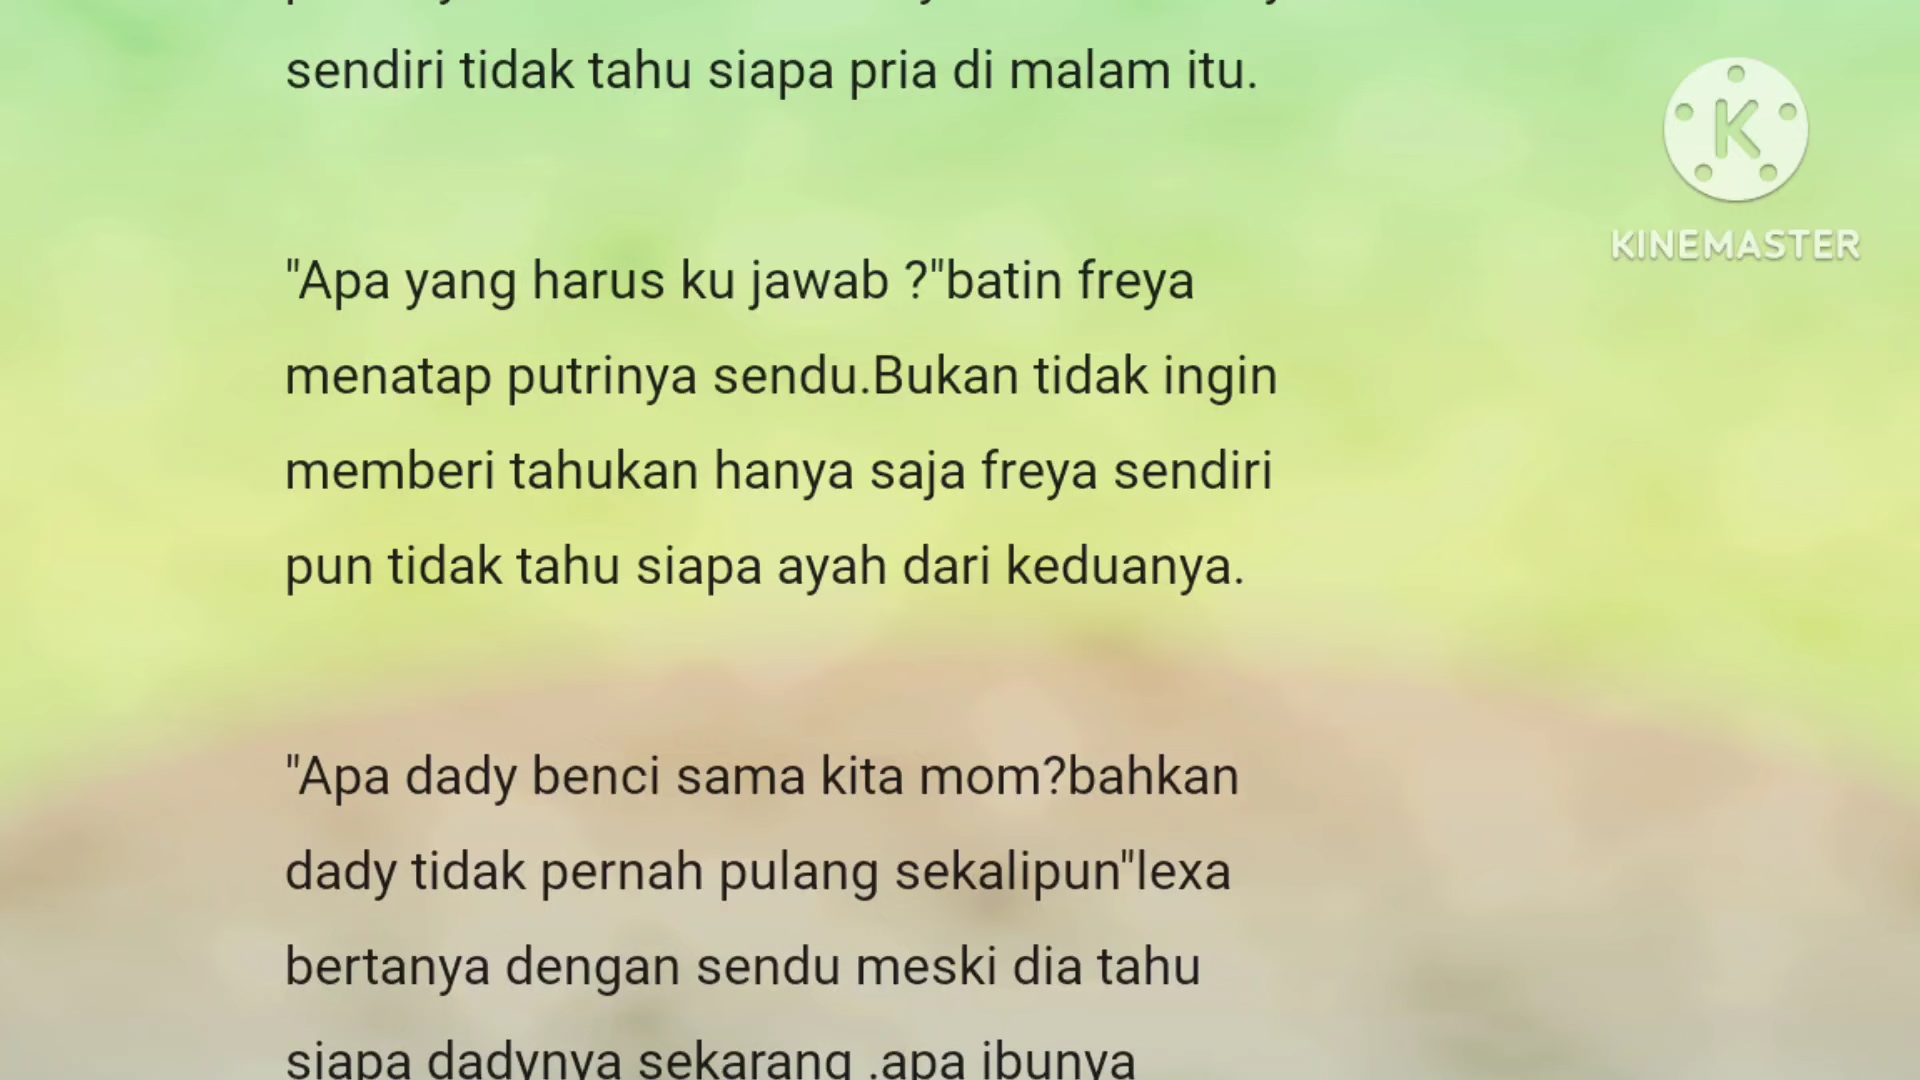 sendiri tidak tahu siapa pria di malam itu.
"Apa yang harus ku jawab ?"batin freya
menatap putrinya sendu.Bukan tidak ingin
memberi tahukan hanya saja freya sendiri
pun tidak tahu siapa ayah dari keduanya.
"Apa dady benci sama kita mom?bahkan
dady tidak pernah pulang sekalipun"lexa
bertanya dengan sendu meski dia tahu
siapa dadynya sekarang .apa ibunya
K
KINEMASTER